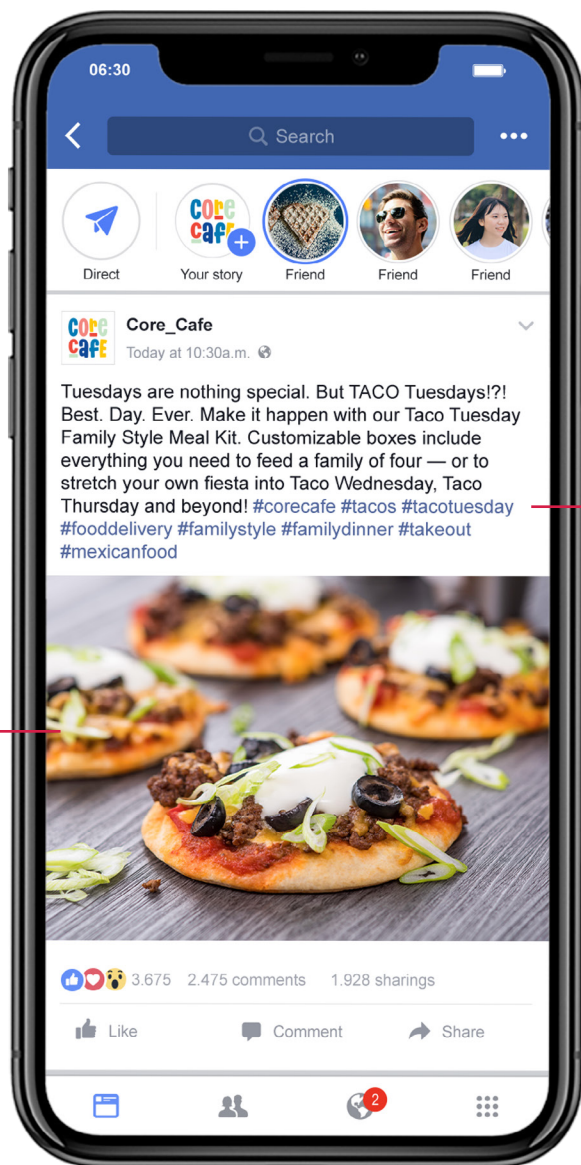 06:30
Search
CORE
CAFE
Direct
Your story
Friend
Friend
Friend
CORE
CAFE
Core_Cafe
Today at 10:30a.m.
Tuesdays are nothing special. But TACO Tuesdays!?!
Best. Day. Ever. Make it happen with our Taco Tuesday
Family Style Meal Kit. Customizable boxes include
everything you need to feed a family of four — or to
stretch your own fiesta into Taco Wednesday, Taco
Thursday and beyond! #corecafe #tacos #tacotuesday
#fooddelivery #familystyle #familydinner #takeout
#mexicanfood
3.675 2.475 comments 1.928 sharings
Like Comment Share
2